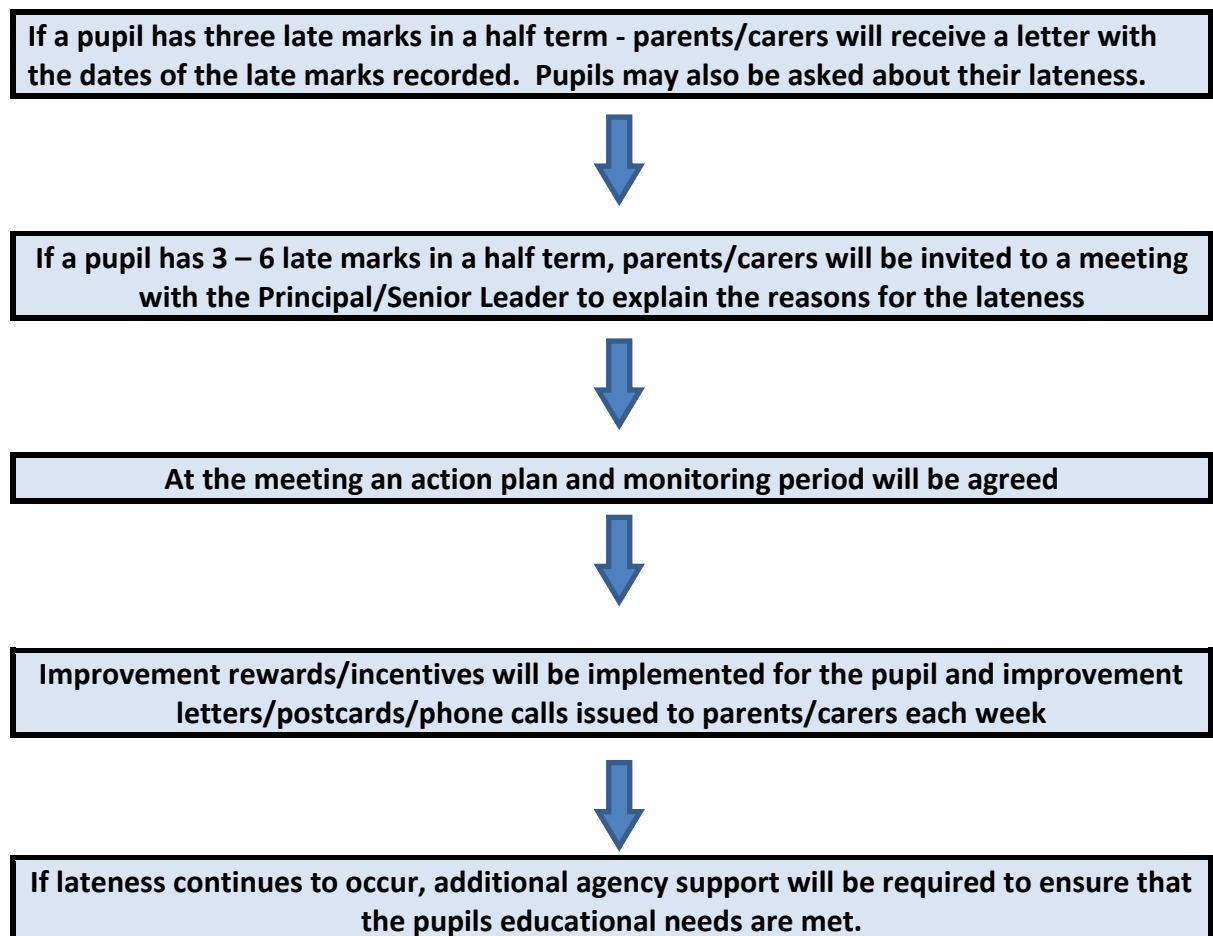 If a pupil has three late marks in a half term - parents/carers will receive a letter with
the dates of the late marks recorded.  Pupils may also be asked about their lateness.
If a pupil has 3 – 6 late marks in a half term, parents/carers will be invited to a meeting
with the Principal/Senior Leader to explain the reasons for the lateness
At the meeting an action plan and monitoring period will be agreed
Improvement rewards/incentives will be implemented for the pupil and improvement
letters/postcards/phone calls issued to parents/carers each week
If lateness continues to occur, additional agency support will be required to ensure that
the pupils educational needs are met.